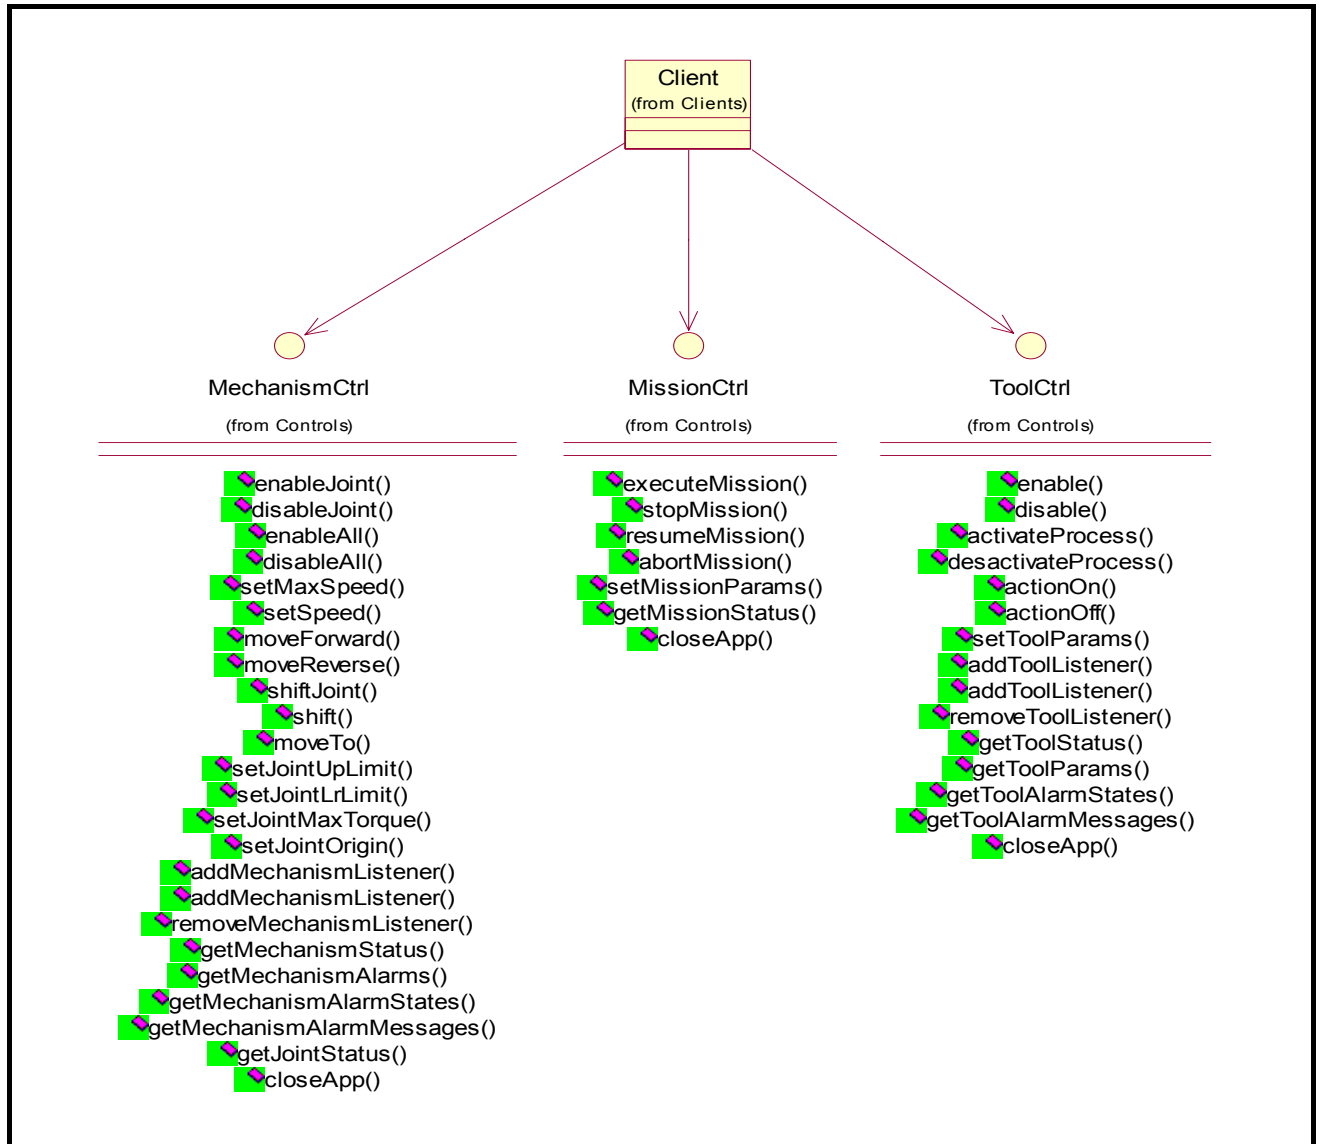 Client
(from Clients)
MechanismCtrl
(from Controls)
enableJoint()
disableJoint()
enableAll()
disableAll()
setMaxSpeed()
setSpeed()
moveForward()
moveReverse()
shiftJoint()
shift()
moveTo()
setJointUpLimit()
setJointLrLimit()
setJointMaxTorque()
setJointOrigin()
addMechanismListener()
addMechanismListener()
removeMechanismListener()
getMechanismStatus()
getMechanismAlarms()
getMechanismAlarmStates()
getMechanismAlarmMessages()
getJointStatus()
closeApp()
MissionCtrl
(from Controls)
executeMission()
stopMission()
resumeMission()
abortMission()
setMissionParams()
getMissionStatus()
closeApp()
ToolCtrl
(from Controls)
enable()
disable()
activateProcess()
desactivateProcess()
actionOn()
actionOff()
setToolParams()
addToolListener()
addToolListener()
removeToolListener()
getToolStatus()
getToolParams()
getToolAlarmStates()
getToolAlarmMessages()
closeApp()